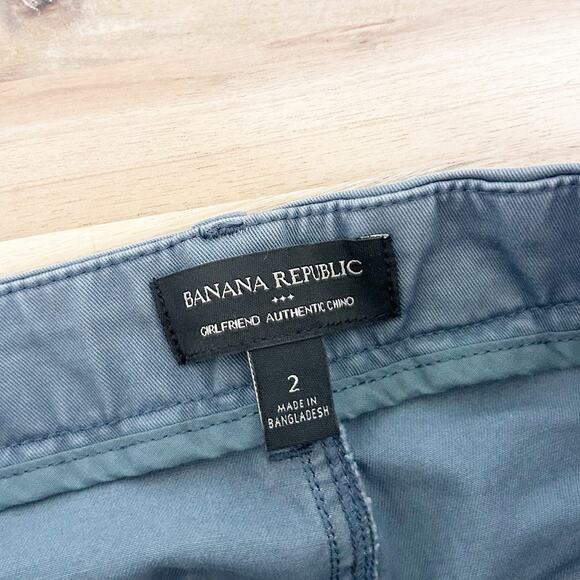 BANANA REPUBLIC
GIRLFRIEND AUTHENTIC CHINO
2
MADE IN
BANGLADESH